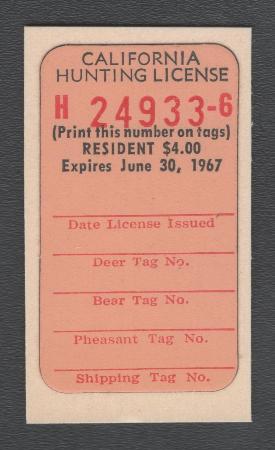 CALIFORNIA
HUNTING LICENSE
H 24933-6
(Print this number on tags)
RESIDENT $4.00
Expires June 30, 1967
Date License Issued
Deer Tag No.
Bear Tag No.
Pheasant Tag No.
Shipping Tag No.